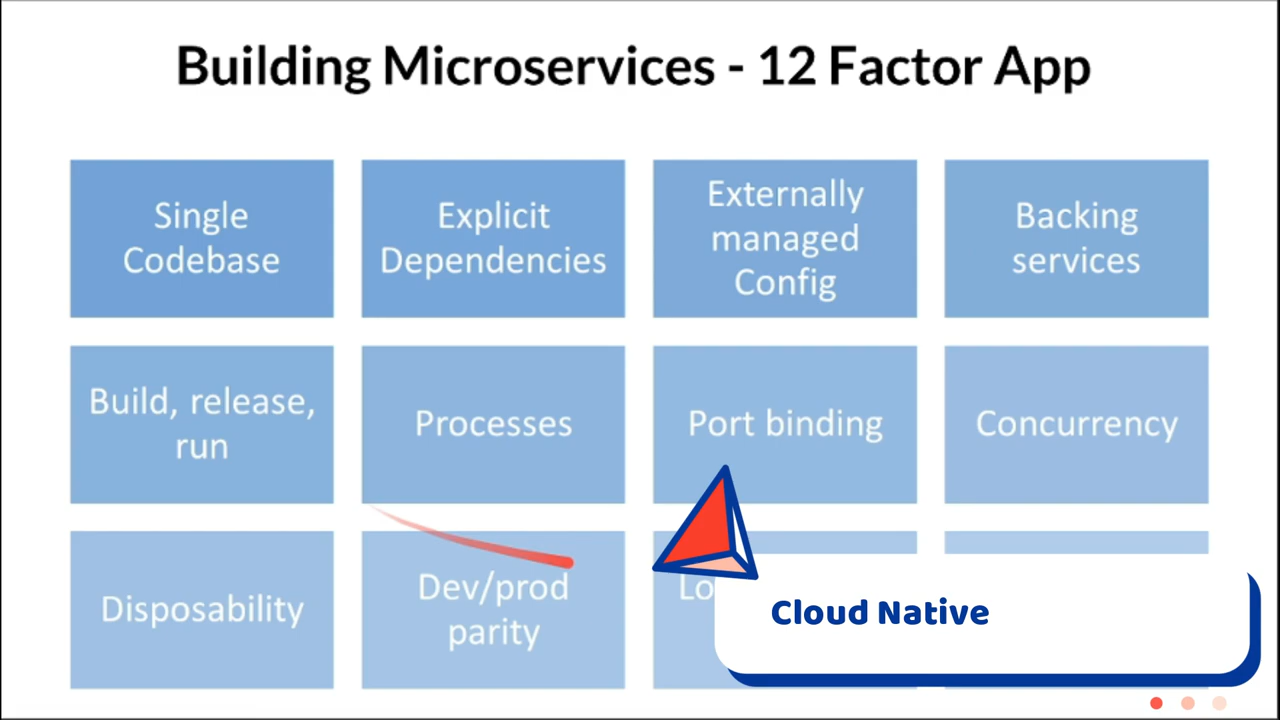 Building Microservices - 12 Factor App
Single
Codebase
Explicit
Dependencies
Externally
managed
Config
Backing
services
Build, release,
run
Processes
Port binding
Concurrency
Disposability
Dev/prod
parity
Cloud Native